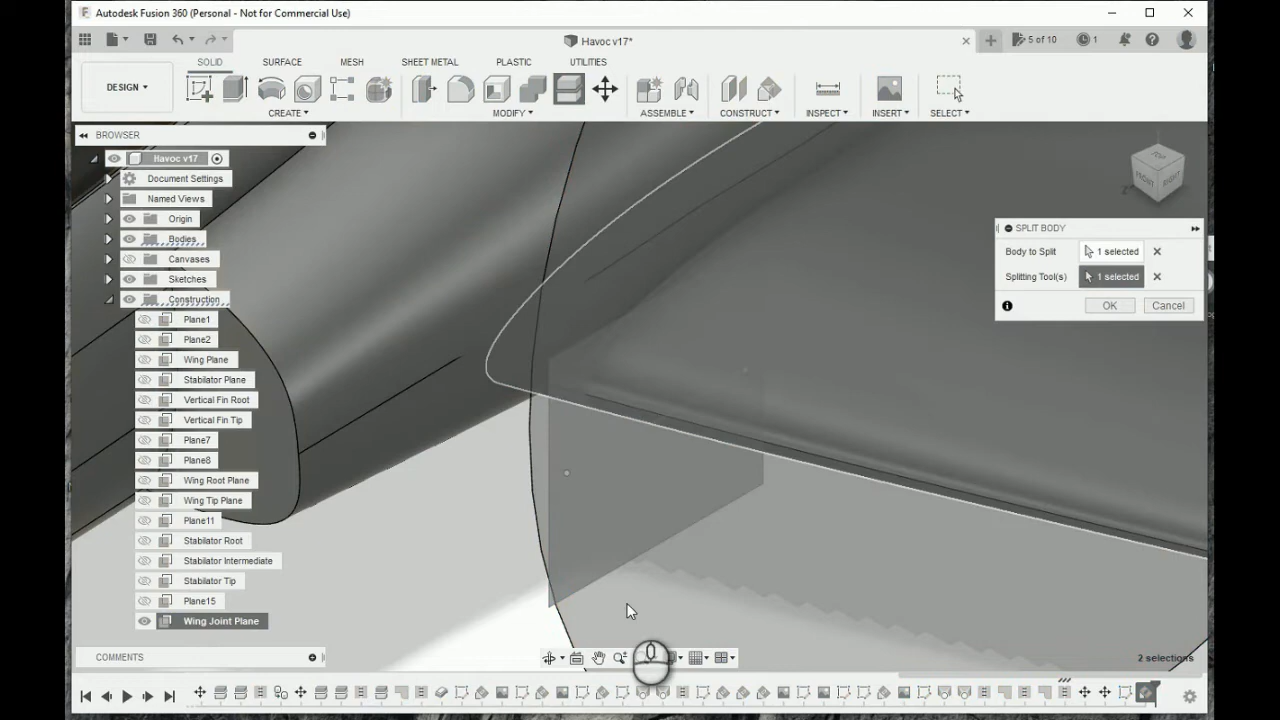 Autodesk Fusion 360 (Personal - Not for Commercial Use)
Havoc v17*
5 of 10
1
SOLID SURFACE MESH SHEET METAL PLASTIC UTILITIES
DESIGN
CREATE MODIFY ASSEMBLE CONSTRUCT INSPECT INSERT SELECT
BROWSER
Havoc v17
Document Settings
Named Views
Origin
Bodies
Canvases
Sketches
Construction
Plane1
Plane2
Wing Plane
Stabilator Plane
Vertical Fin Root
Vertical Fin Tip
Plane7
Plane8
Wing Root Plane
Wing Tip Plane
Plane11
Stabilator Root
Stabilator Intermediate
Stabilator Tip
Plane15
Wing Joint Plane
TOP
FRONT
RIGHT
Z
SPLIT BODY
Body to Split 1 selected
Splitting Tool(s) 1 selected
OK Cancel
COMMENTS
2 selections